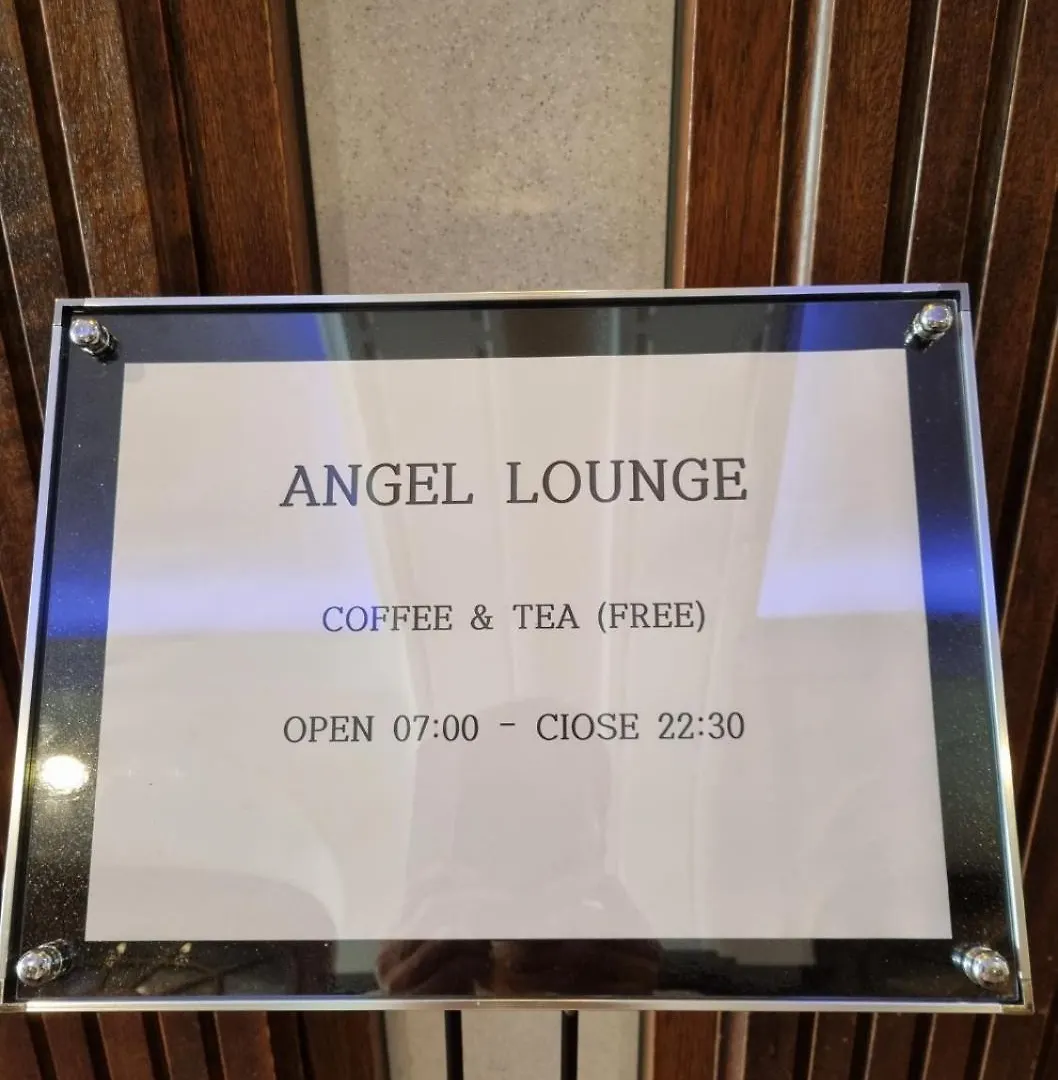 ANGEL LOUNGE
COFFEE & TEA (FREE)
OPEN 07:00 - CIOSE 22:30